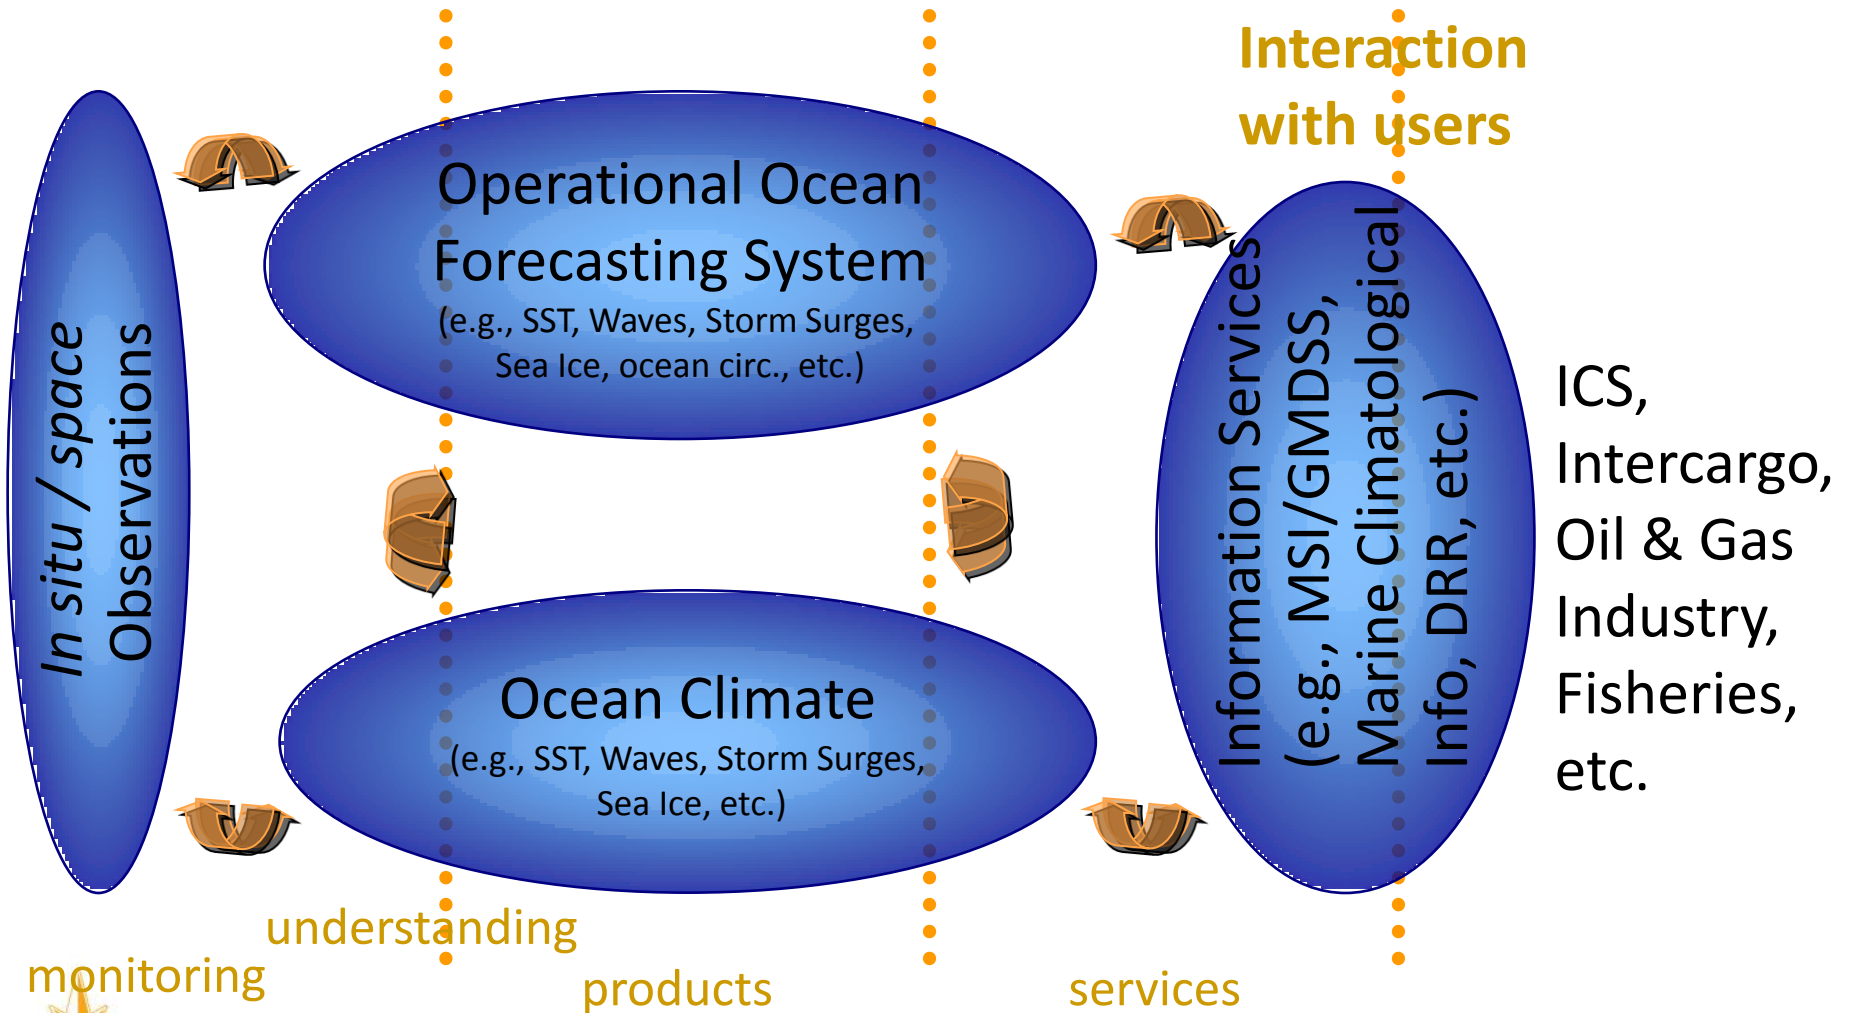 Interaction
with users
In situ / space
Observations
Operational Ocean
Forecasting System
(e.g., SST, Waves, Storm Surges,
Sea Ice, ocean circ., etc.)
Ocean Climate
(e.g., SST, Waves, Storm Surges,
Sea Ice, etc.)
Information Services
(e.g., MSI/GMDSS,
Marine Climatological
Info, DRR, etc.)
ICS,
Intercargo,
Oil & Gas
Industry,
Fisheries,
etc.
monitoring
understanding
products
services